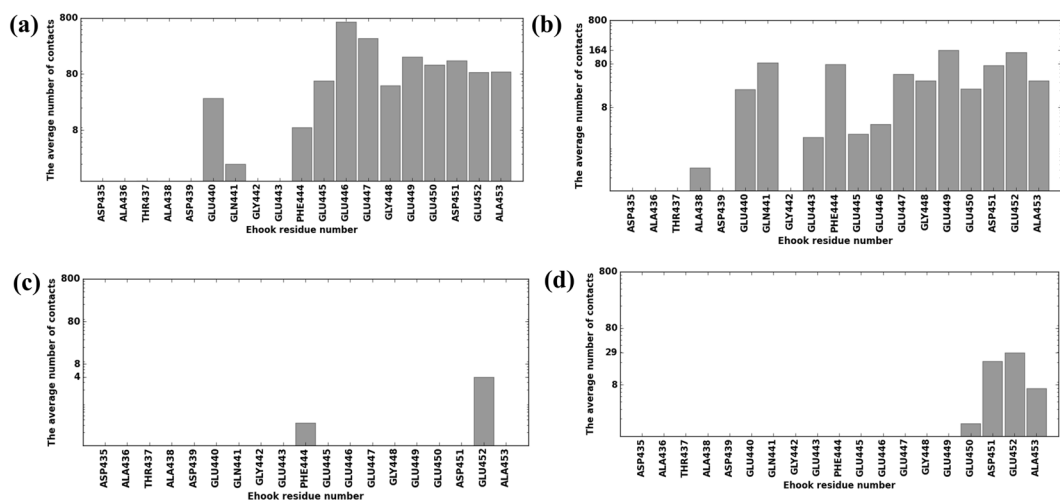 (a)
800
80
8
The average number of contacts
ASP435 ALA436 THR437 ALA438 ASP439 GLU440 GLN441 GLY442 GLU443 PHE444 GLU445 GLU446 GLU447 GLY448 GLU449 GLU450 ASP451 GLU452 ALA453
Ehook residue number
(b)
800
164
80
8
The average number of contacts
ASP435 ALA436 THR437 ALA438 ASP439 GLU440 GLN441 GLY442 GLU443 PHE444 GLU445 GLU446 GLU447 GLY448 GLU449 GLU450 ASP451 GLU452 ALA453
Ehook residue number
(c)
800
80
8
4
The average number of contacts
ASP435 ALA436 THR437 ALA438 ASP439 GLU440 GLN441 GLY442 GLU443 PHE444 GLU445 GLU446 GLU447 GLY448 GLU449 GLU450 ASP451 GLU452 ALA453
Ehook residue number
(d)
800
80
29
8
The average number of contacts
ASP435 ALA436 THR437 ALA438 ASP439 GLU440 GLN441 GLY442 GLU443 PHE444 GLU445 GLU446 GLU447 GLY448 GLU449 GLU450 ASP451 GLU452 ALA453
Ehook residue number